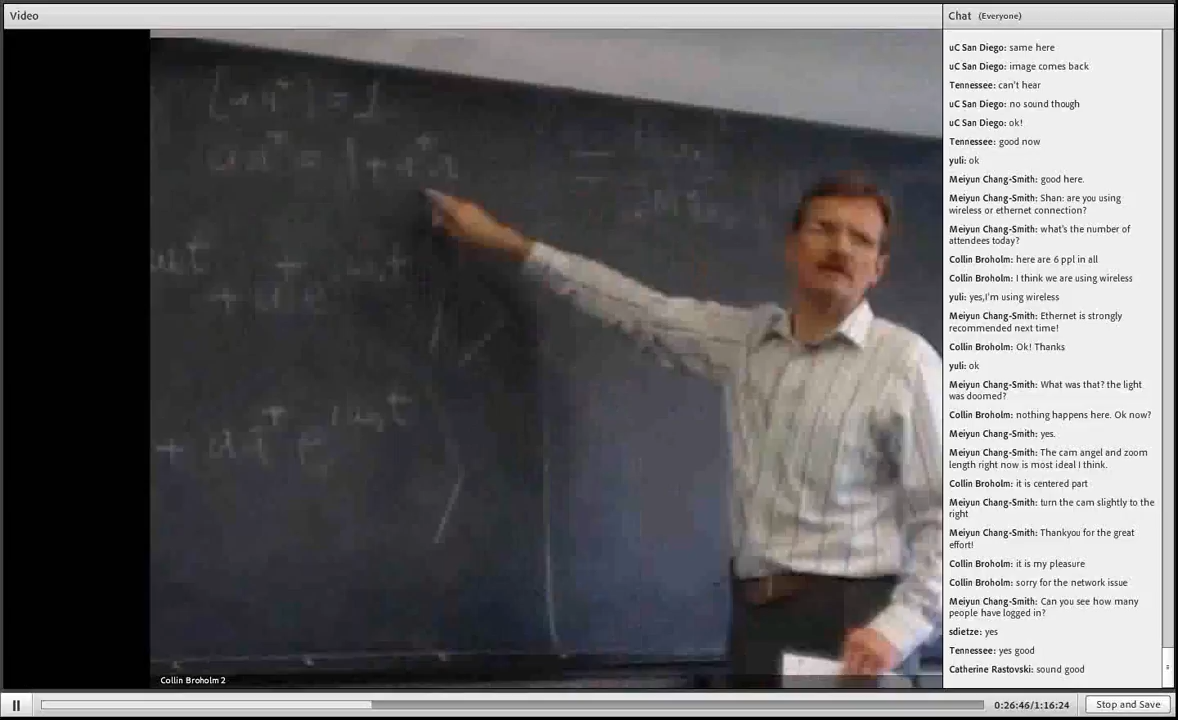 Video
[aa⁺] = 1
aa⁺ = 1 + a⁺a
Collin Broholm 2
Chat (Everyone)
uC San Diego: same here
uC San Diego: image comes back
Tennessee: can't hear
uC San Diego: no sound though
uC San Diego: ok!
Tennessee: good now
yuli: ok
Meiyun Chang-Smith: good here.
Meiyun Chang-Smith: Shan: are you using
wireless or ethernet connection?
Meiyun Chang-Smith: what's the number of
attendees today?
Collin Broholm: here are 6 ppl in all
Collin Broholm: I think we are using wireless
yuli: yes,I'm using wireless
Meiyun Chang-Smith: Ethernet is strongly
recommended next time!
Collin Broholm: Ok! Thanks
yuli: ok
Meiyun Chang-Smith: What was that? the light
was doomed?
Collin Broholm: nothing happens here. Ok now?
Meiyun Chang-Smith: yes.
Meiyun Chang-Smith: The cam angel and zoom
length right now is most ideal I think.
Collin Broholm: it is centered part
Meiyun Chang-Smith: turn the cam slightly to the
right
Meiyun Chang-Smith: Thankyou for the great
effort!
Collin Broholm: it is my pleasure
Collin Broholm: sorry for the network issue
Meiyun Chang-Smith: Can you see how many
people have logged in?
sdietze: yes
Tennessee: yes good
Catherine Rastovski: sound good
0:26:46/1:16:24
Stop and Save